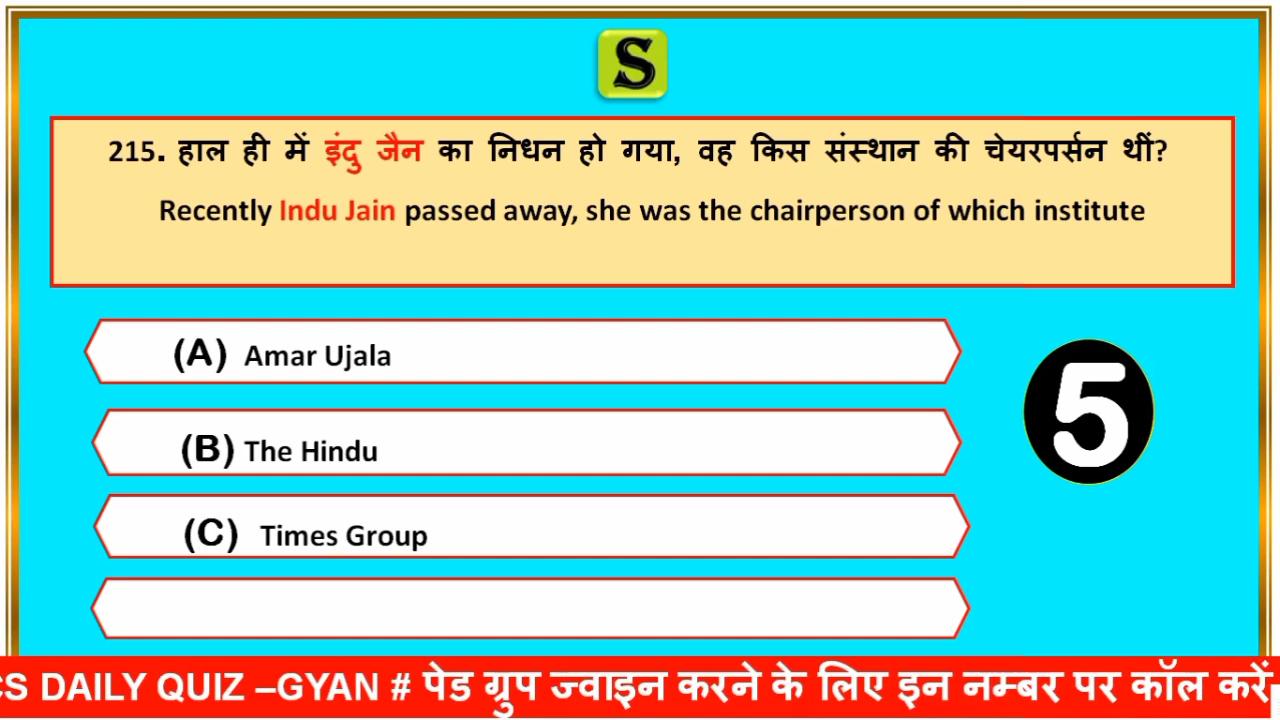 S
215. हाल ही में इंदु जैन का निधन हो गया, वह किस संस्थान की चेयरपर्सन थीं?
Recently Indu Jain passed away, she was the chairperson of which institute
(A) Amar Ujala
(B) The Hindu
(C) Times Group
5
CS DAILY QUIZ –GYAN # पेड ग्रुप ज्वाइन करने के लिए इन नम्बर पर कॉल करें